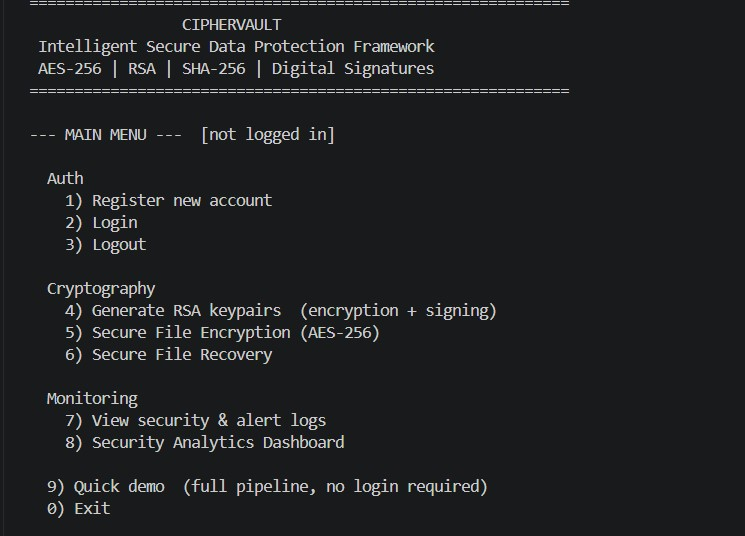 ============================================================
CIPHERVAULT
Intelligent Secure Data Protection Framework
AES-256 | RSA | SHA-256 | Digital Signatures
============================================================
--- MAIN MENU ---  [not logged in]
Auth
1) Register new account
2) Login
3) Logout
Cryptography
4) Generate RSA keypairs  (encryption + signing)
5) Secure File Encryption (AES-256)
6) Secure File Recovery
Monitoring
7) View security & alert logs
8) Security Analytics Dashboard
9) Quick demo  (full pipeline, no login required)
0) Exit